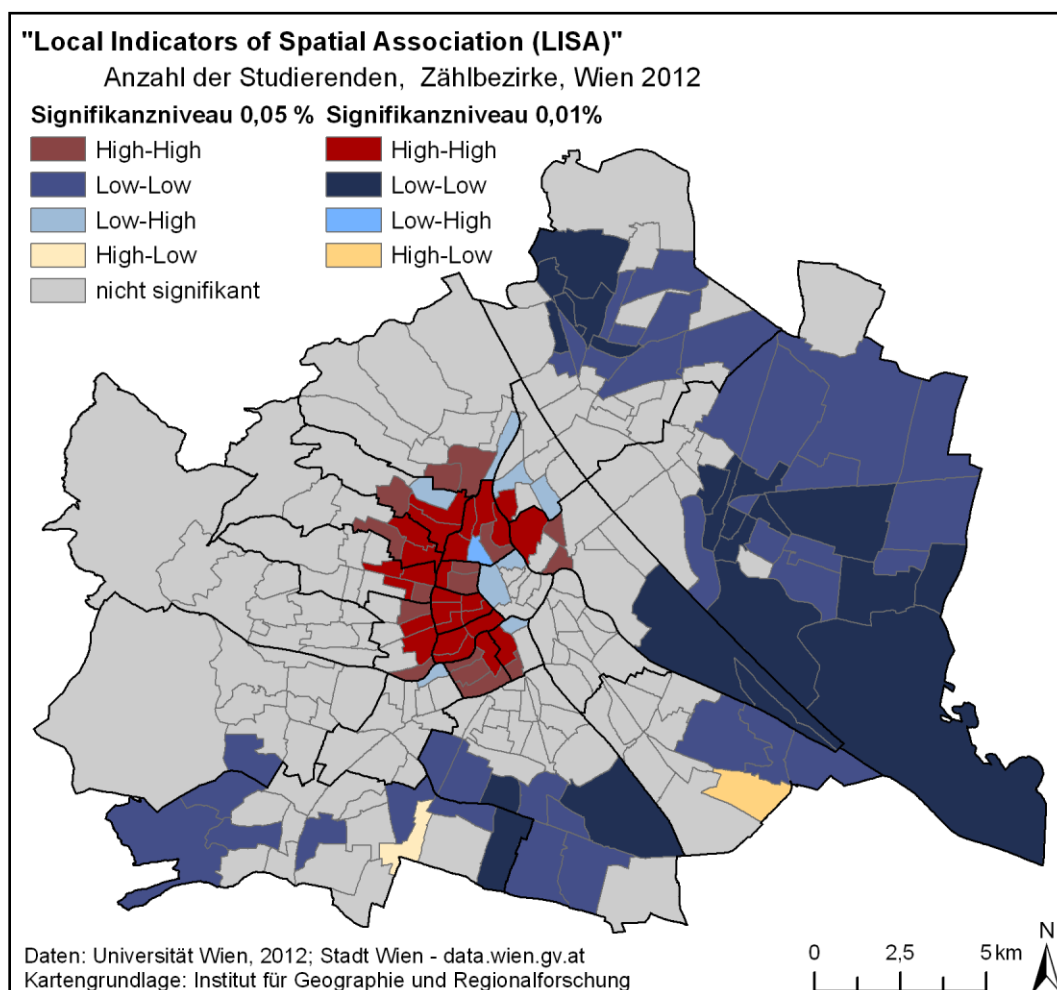 "Local Indicators of Spatial Association (LISA)"
Anzahl der Studierenden, Zählbezirke, Wien 2012
Signifikanzniveau 0,05 % Signifikanzniveau 0,01%
High-High High-High
Low-Low Low-Low
Low-High Low-High
High-Low High-Low
nicht signifikant
Daten: Universität Wien, 2012; Stadt Wien - data.wien.gv.at
Kartengrundlage: Institut für Geographie und Regionalforschung
0 2,5 5 km
N